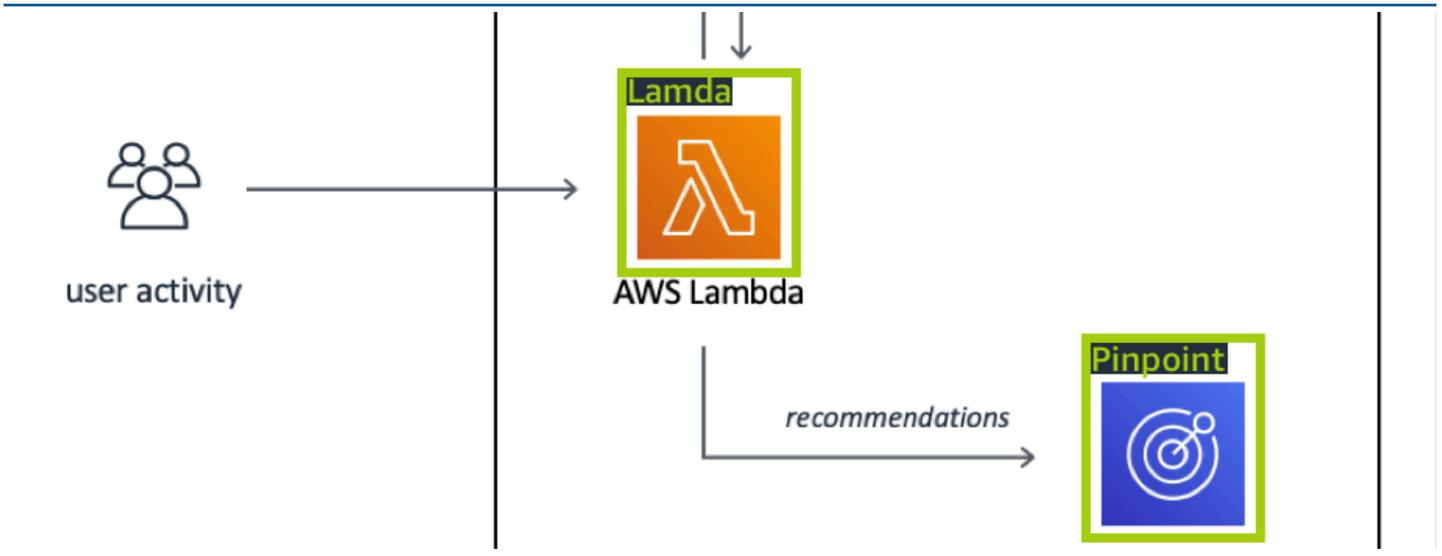 Lamda
user activity
AWS Lambda
Pinpoint
recommendations